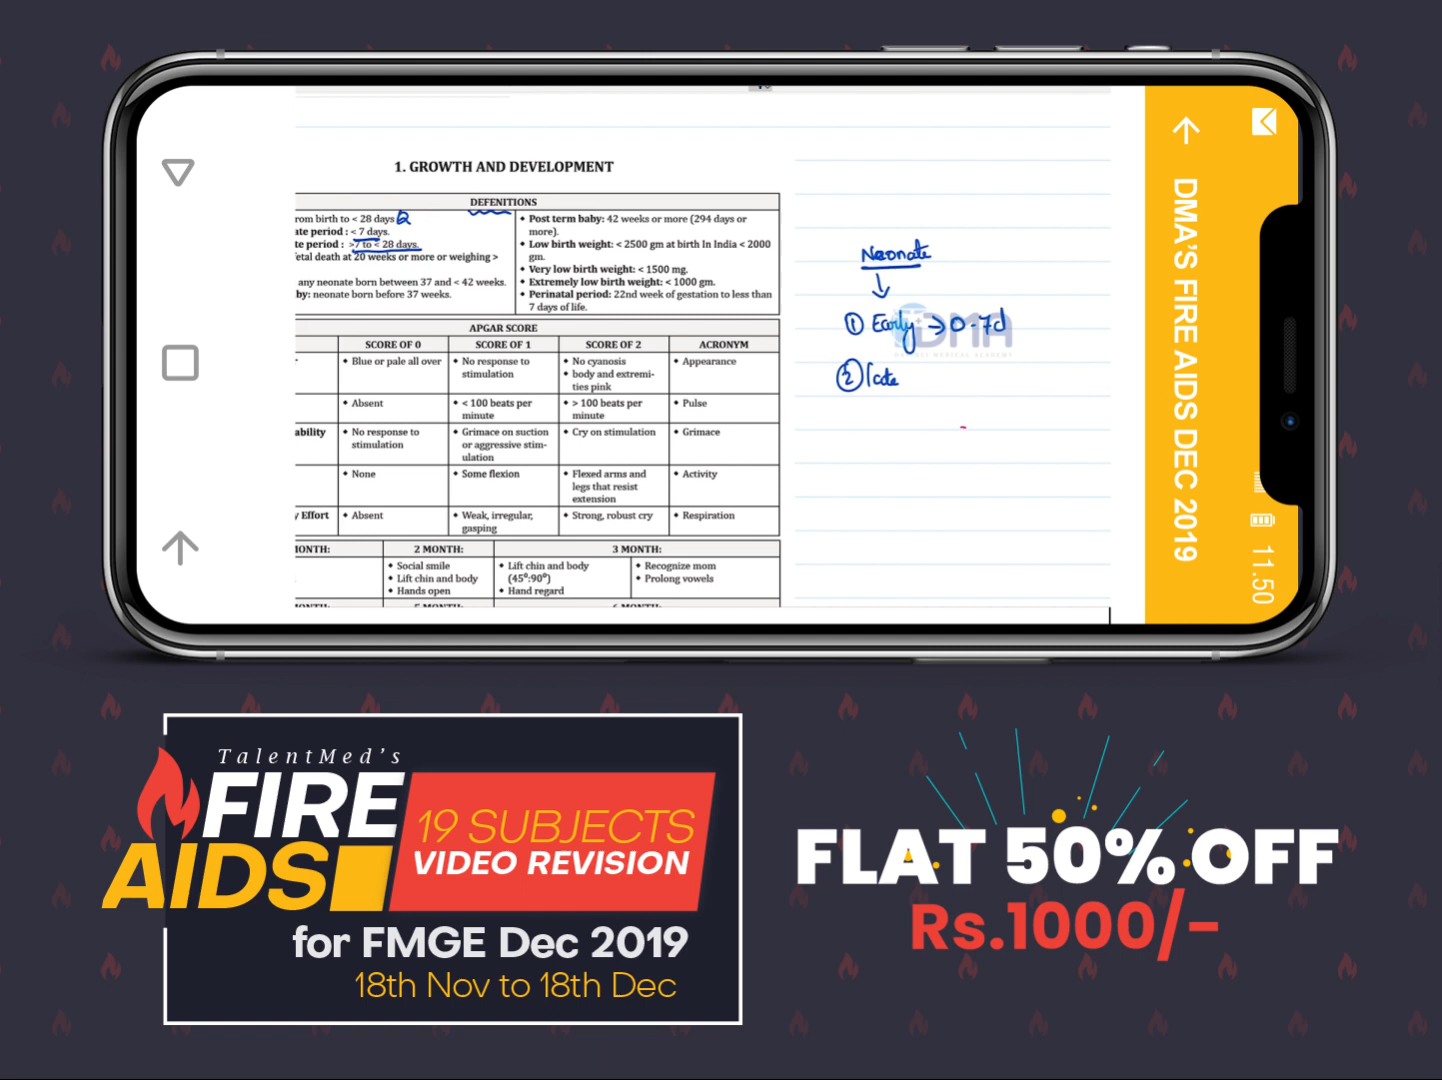 1. GROWTH AND DEVELOPMENT
DEFENITIONS
rom birth to < 28 days
ate period : < 7 days.
te period : >7 to < 28 days.
etal death at 20 weeks or more or weighing >
any neonate born between 37 and < 42 weeks.
by: neonate born before 37 weeks.
• Post term baby: 42 weeks or more (294 days or
more).
• Low birth weight: < 2500 gm at birth In India < 2000
gm.
• Very low birth weight: < 1500 mg.
• Extremely low birth weight: < 1000 gm.
• Perinatal period: 22nd week of gestation to less than
7 days of life.
APGAR SCORE
SCORE OF 0 SCORE OF 1 SCORE OF 2 ACRONYM
• Blue or pale all over • No response to • No cyanosis • Appearance
stimulation • body and extremi-
ties pink
• Absent • < 100 beats per • > 100 beats per • Pulse
minute minute
ability • No response to • Grimace on suction • Cry on stimulation • Grimace
stimulation or aggressive stim-
ulation
• None • Some flexion • Flexed arms and • Activity
legs that resist
extension
y Effort • Absent • Weak, irregular, • Strong, robust cry • Respiration
gasping
MONTH: 2 MONTH: 3 MONTH:
• Social smile • Lift chin and body • Recognize mom
• Lift chin and body (45°:90°) • Prolong vowels
• Hands open • Hand regard
Neonate
① Early → 0-7d
② late
DMA
DMA'S FIRE AIDS DEC 2019
11.50
TalentMed's
FIRE
AIDS
19 SUBJECTS
VIDEO REVISION
for FMGE Dec 2019
18th Nov to 18th Dec
FLAT 50% OFF
Rs.1000/-